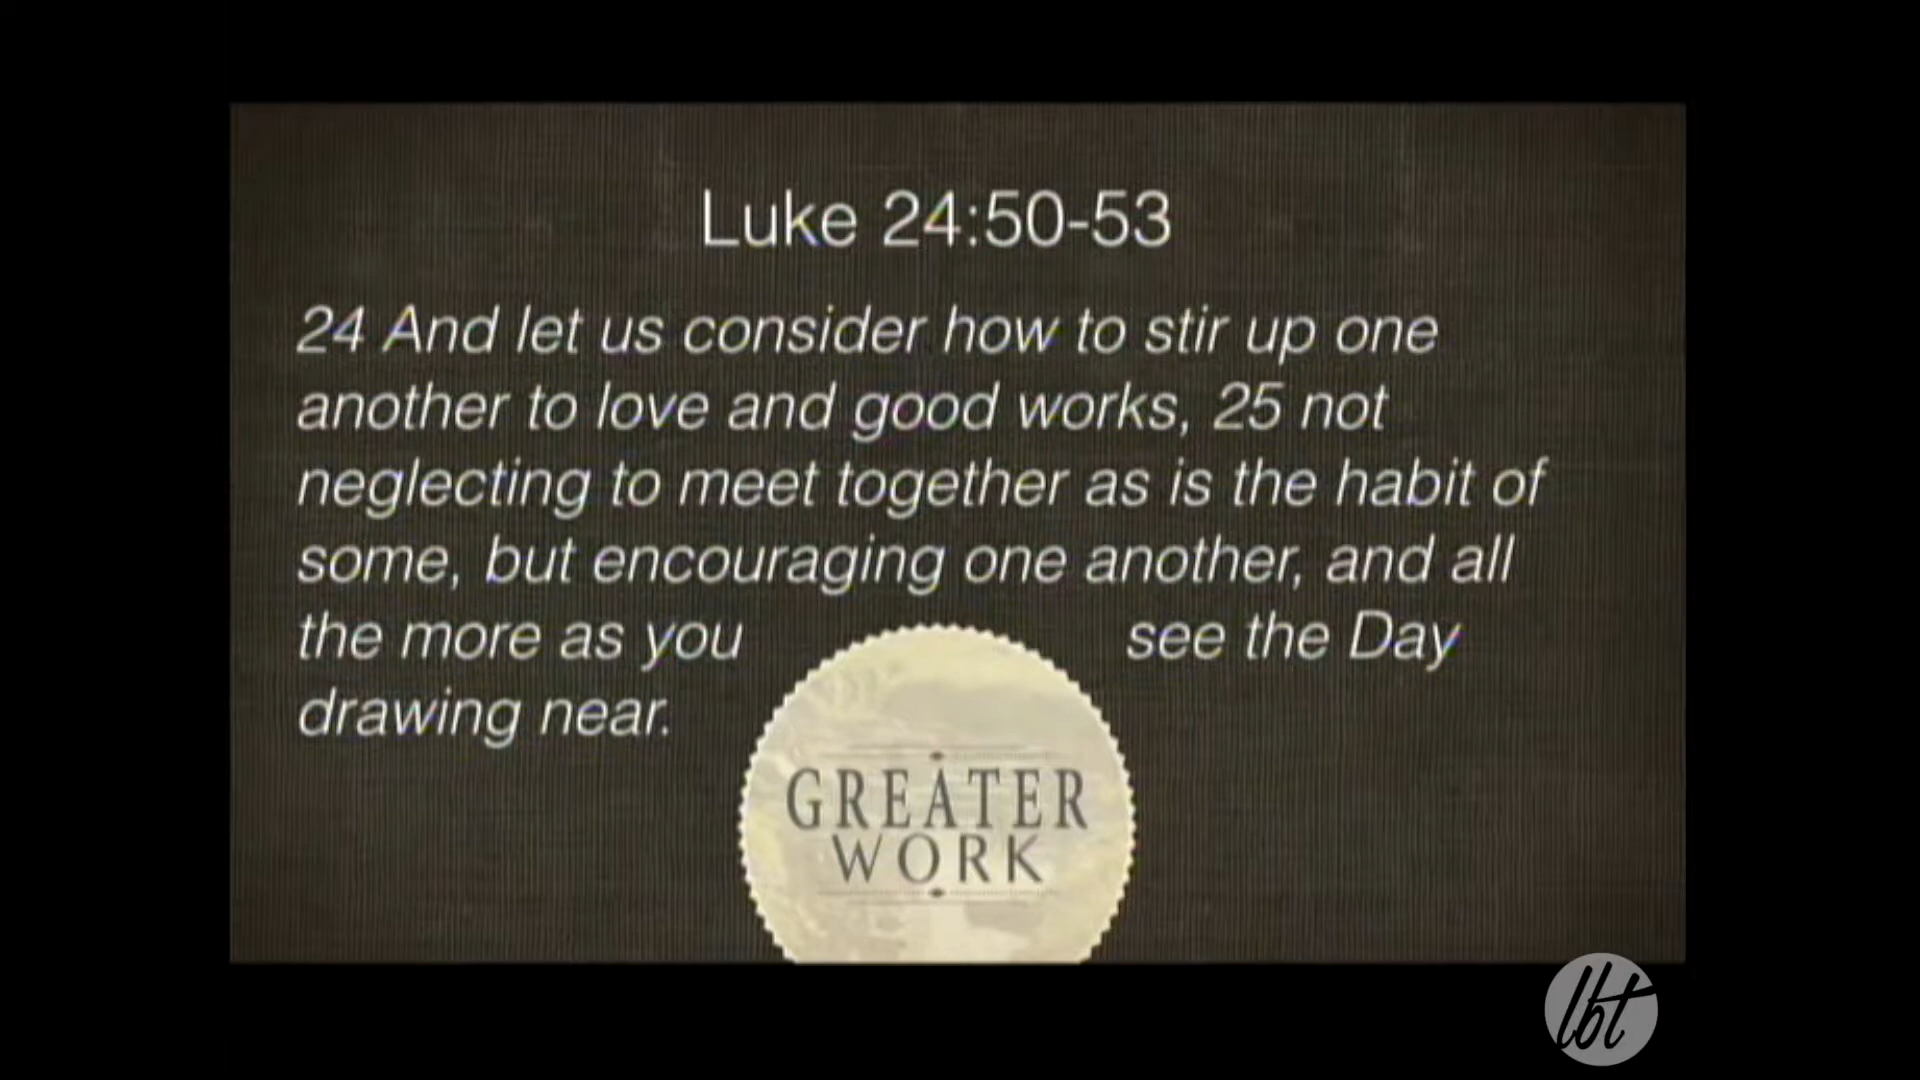 Luke 24:50-53
24 And let us consider how to stir up one
another to love and good works, 25 not
neglecting to meet together as is the habit of
some, but encouraging one another, and all
the more as you see the Day
drawing near.
GREATER
WORK
lbt